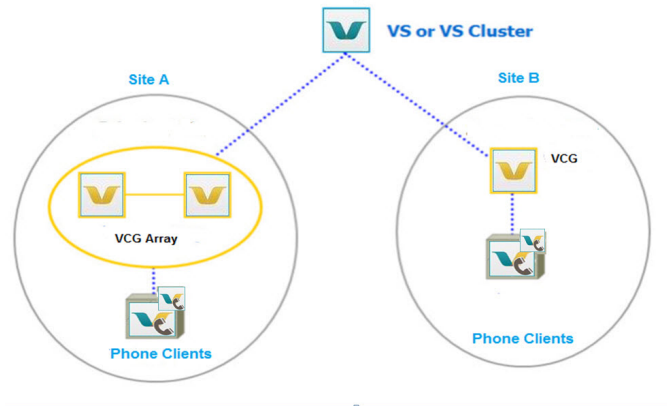 VS or VS Cluster
Site A
Site B
VCG
VCG Array
Phone Clients
Phone Clients